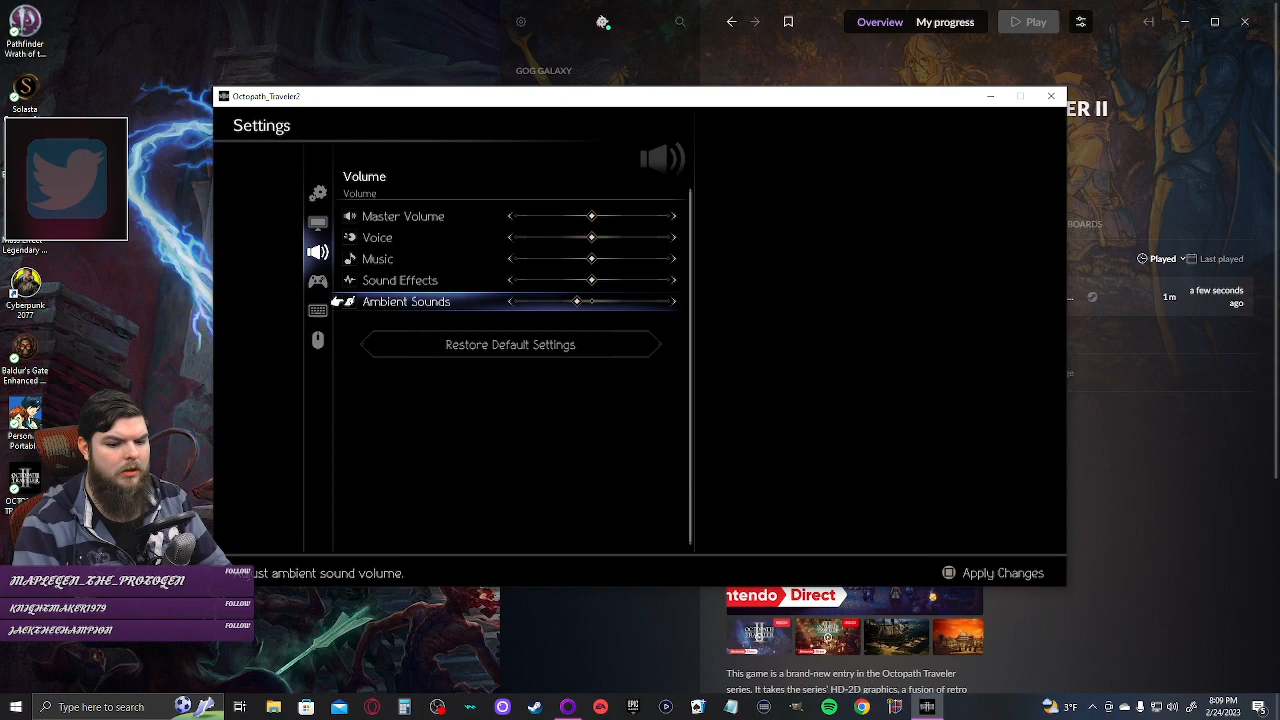 Pathfinder
Wrath of t...
Solasta
Legendary ...
Cyberpunk
2077
Baldur's Gate
Enhanced ...
Portabl...
GOG GALAXY
Overview
My progress
Play
ER II
BOARDS
Played
Last played
1m
a few seconds
ago
Octopath_Traveler2
Settings
Volume
Volume
Master Volume
Voice
Music
Sound Effects
Ambient Sounds
Restore Default Settings
just ambient sound volume.
Apply Changes
FOLLOW
FOLLOW
JACKTHECHAMPION
FOLLOW
ntendo Direct
This game is a brand-new entry in the Octopath Traveler
series. It takes the series' HD-2D graphics, a fusion of retro
Type here to search
3°F
8:09 PM
2/24/2023